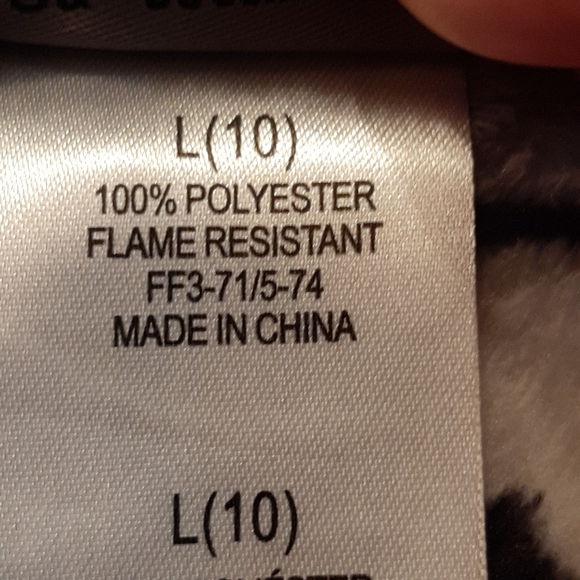 L(10)
100% POLYESTER
FLAME RESISTANT
FF3-71/5-74
MADE IN CHINA
L(10)